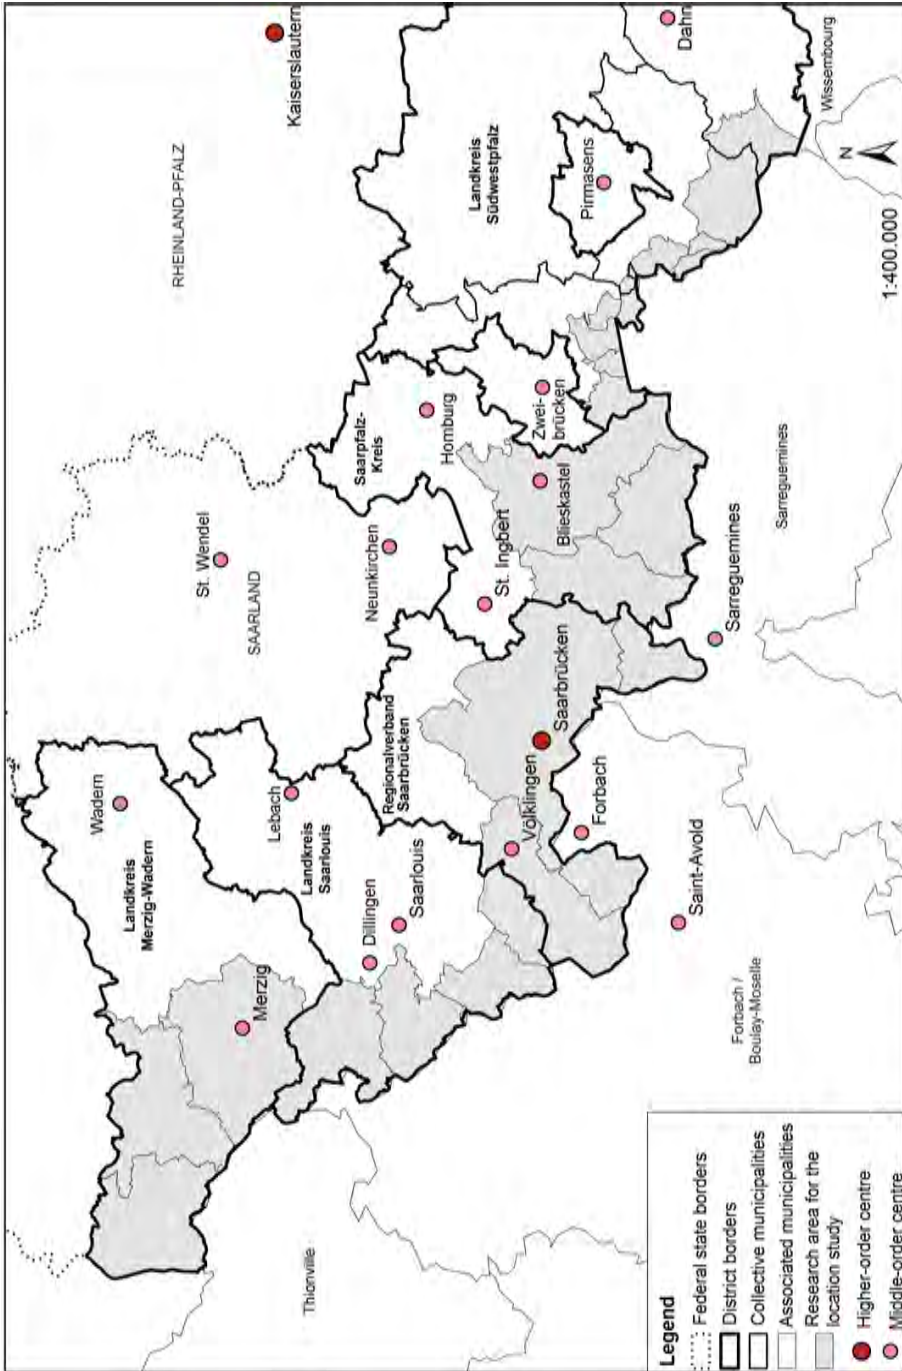 RHEINLAND-PFALZ
Kaiserslautern
Dahn
Wissembourg
N
1:400.000
Landkreis
Südwestpfalz
Pirmasens
St. Wendel
SAARLAND
Saarpfalz-
Kreis
Homburg
Zwei-
brücken
Neunkirchen
St. Ingbert
Blieskastel
Sarreguemines
Sarreguemines
Wadern
Landkreis
Merzig-Wadern
Lebach
Landkreis
Saarlouis
Regionalverband
Saarbrücken
Saarbrücken
Völklingen
Forbach
Saint-Avold
Dillingen
Saarlouis
Merzig
Forbach /
Boulay-Moselle
Thionville
Legend
Federal state borders
District borders
Collective municipalities
Associated municipalities
Research area for the
location study
Higher-order centre
Middle-order centre